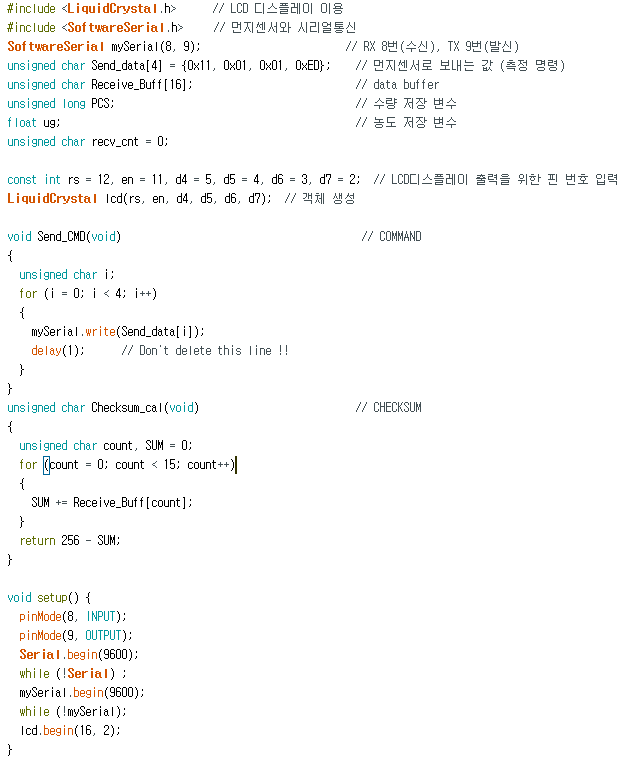 #include <LiquidCrystal.h>      // LCD 디스플레이 이용
#include <SoftwareSerial.h>     // 먼지센서와 시리얼통신
SoftwareSerial mySerial(8, 9);                        // RX 8번(수신), TX 9번(발신)
unsigned char Send_data[4] = {0x11, 0x01, 0x01, 0xED};    // 먼지센서로 보내는 값 (측정 명령)
unsigned char Receive_Buff[16];                           // data buffer
unsigned long PCS;                                        // 수량 저장 변수
float ug;                                                 // 농도 저장 변수
unsigned char recv_cnt = 0;

const int rs = 12, en = 11, d4 = 5, d5 = 4, d6 = 3, d7 = 2;  // LCD디스플레이 출력을 위한 핀 번호 입력
LiquidCrystal lcd(rs, en, d4, d5, d6, d7);  // 객체 생성

void Send_CMD(void)                                        // COMMAND
{
  unsigned char i;
  for (i = 0; i < 4; i++)
  {
    mySerial.write(Send_data[i]);
    delay(1);      // Don't delete this line !!
  }
}
unsigned char Checksum_cal(void)                          // CHECKSUM
{
  unsigned char count, SUM = 0;
  for (count = 0; count < 15; count++)
  {
    SUM += Receive_Buff[count];
  }
  return 256 - SUM;
}

void setup() {
  pinMode(8, INPUT);
  pinMode(9, OUTPUT);
  Serial.begin(9600);
  while (!Serial) ;
  mySerial.begin(9600);
  while (!mySerial);
  lcd.begin(16, 2);
}